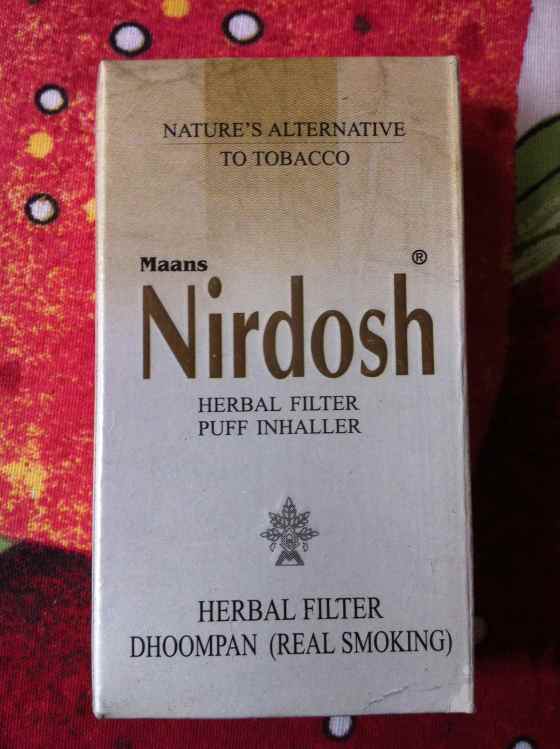 NATURE'S ALTERNATIVE
TO TOBACCO
Maans ®
Nirdosh
HERBAL FILTER
PUFF INHALLER
HERBAL FILTER
DHOOMPAN (REAL SMOKING)